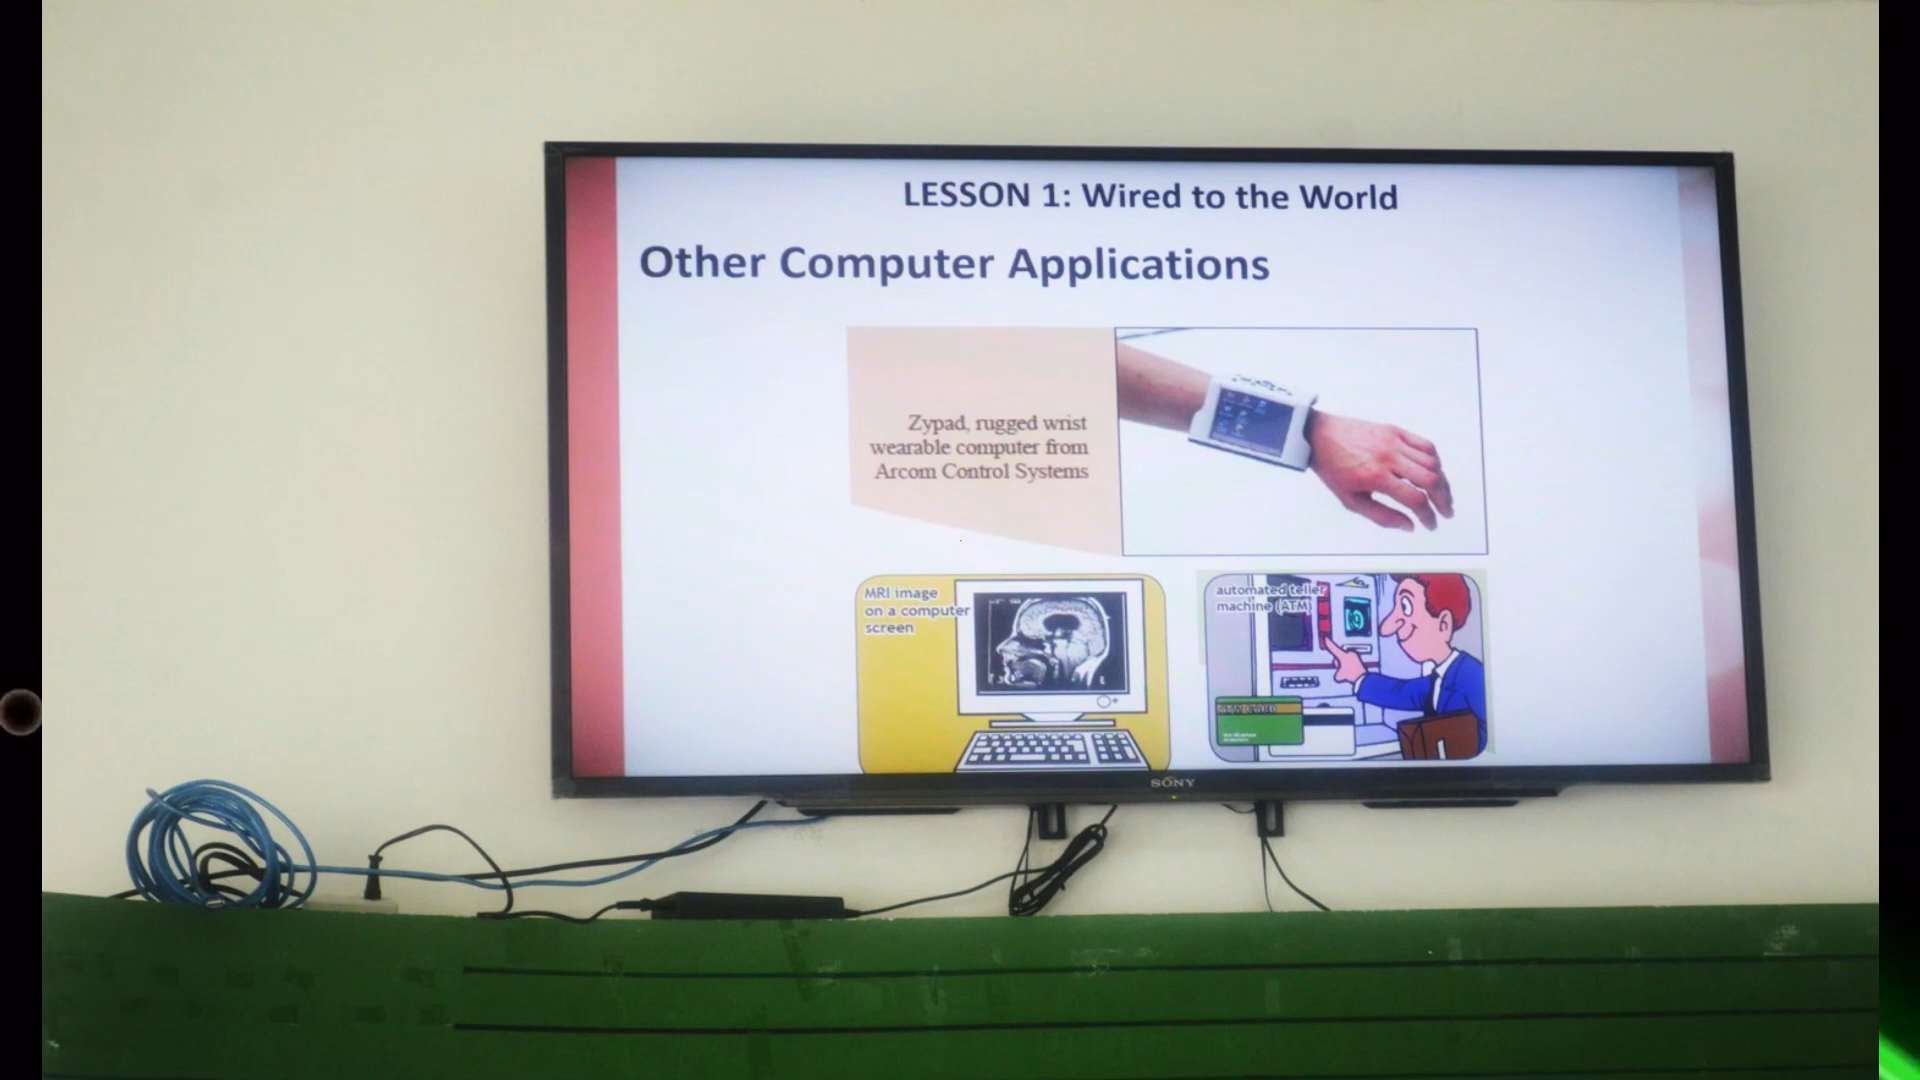 LESSON 1: Wired to the World
Other Computer Applications
Zypad, rugged wrist
wearable computer from
Arcom Control Systems
MRI image
on a computer
screen
automated teller
machine (ATM)
SONY